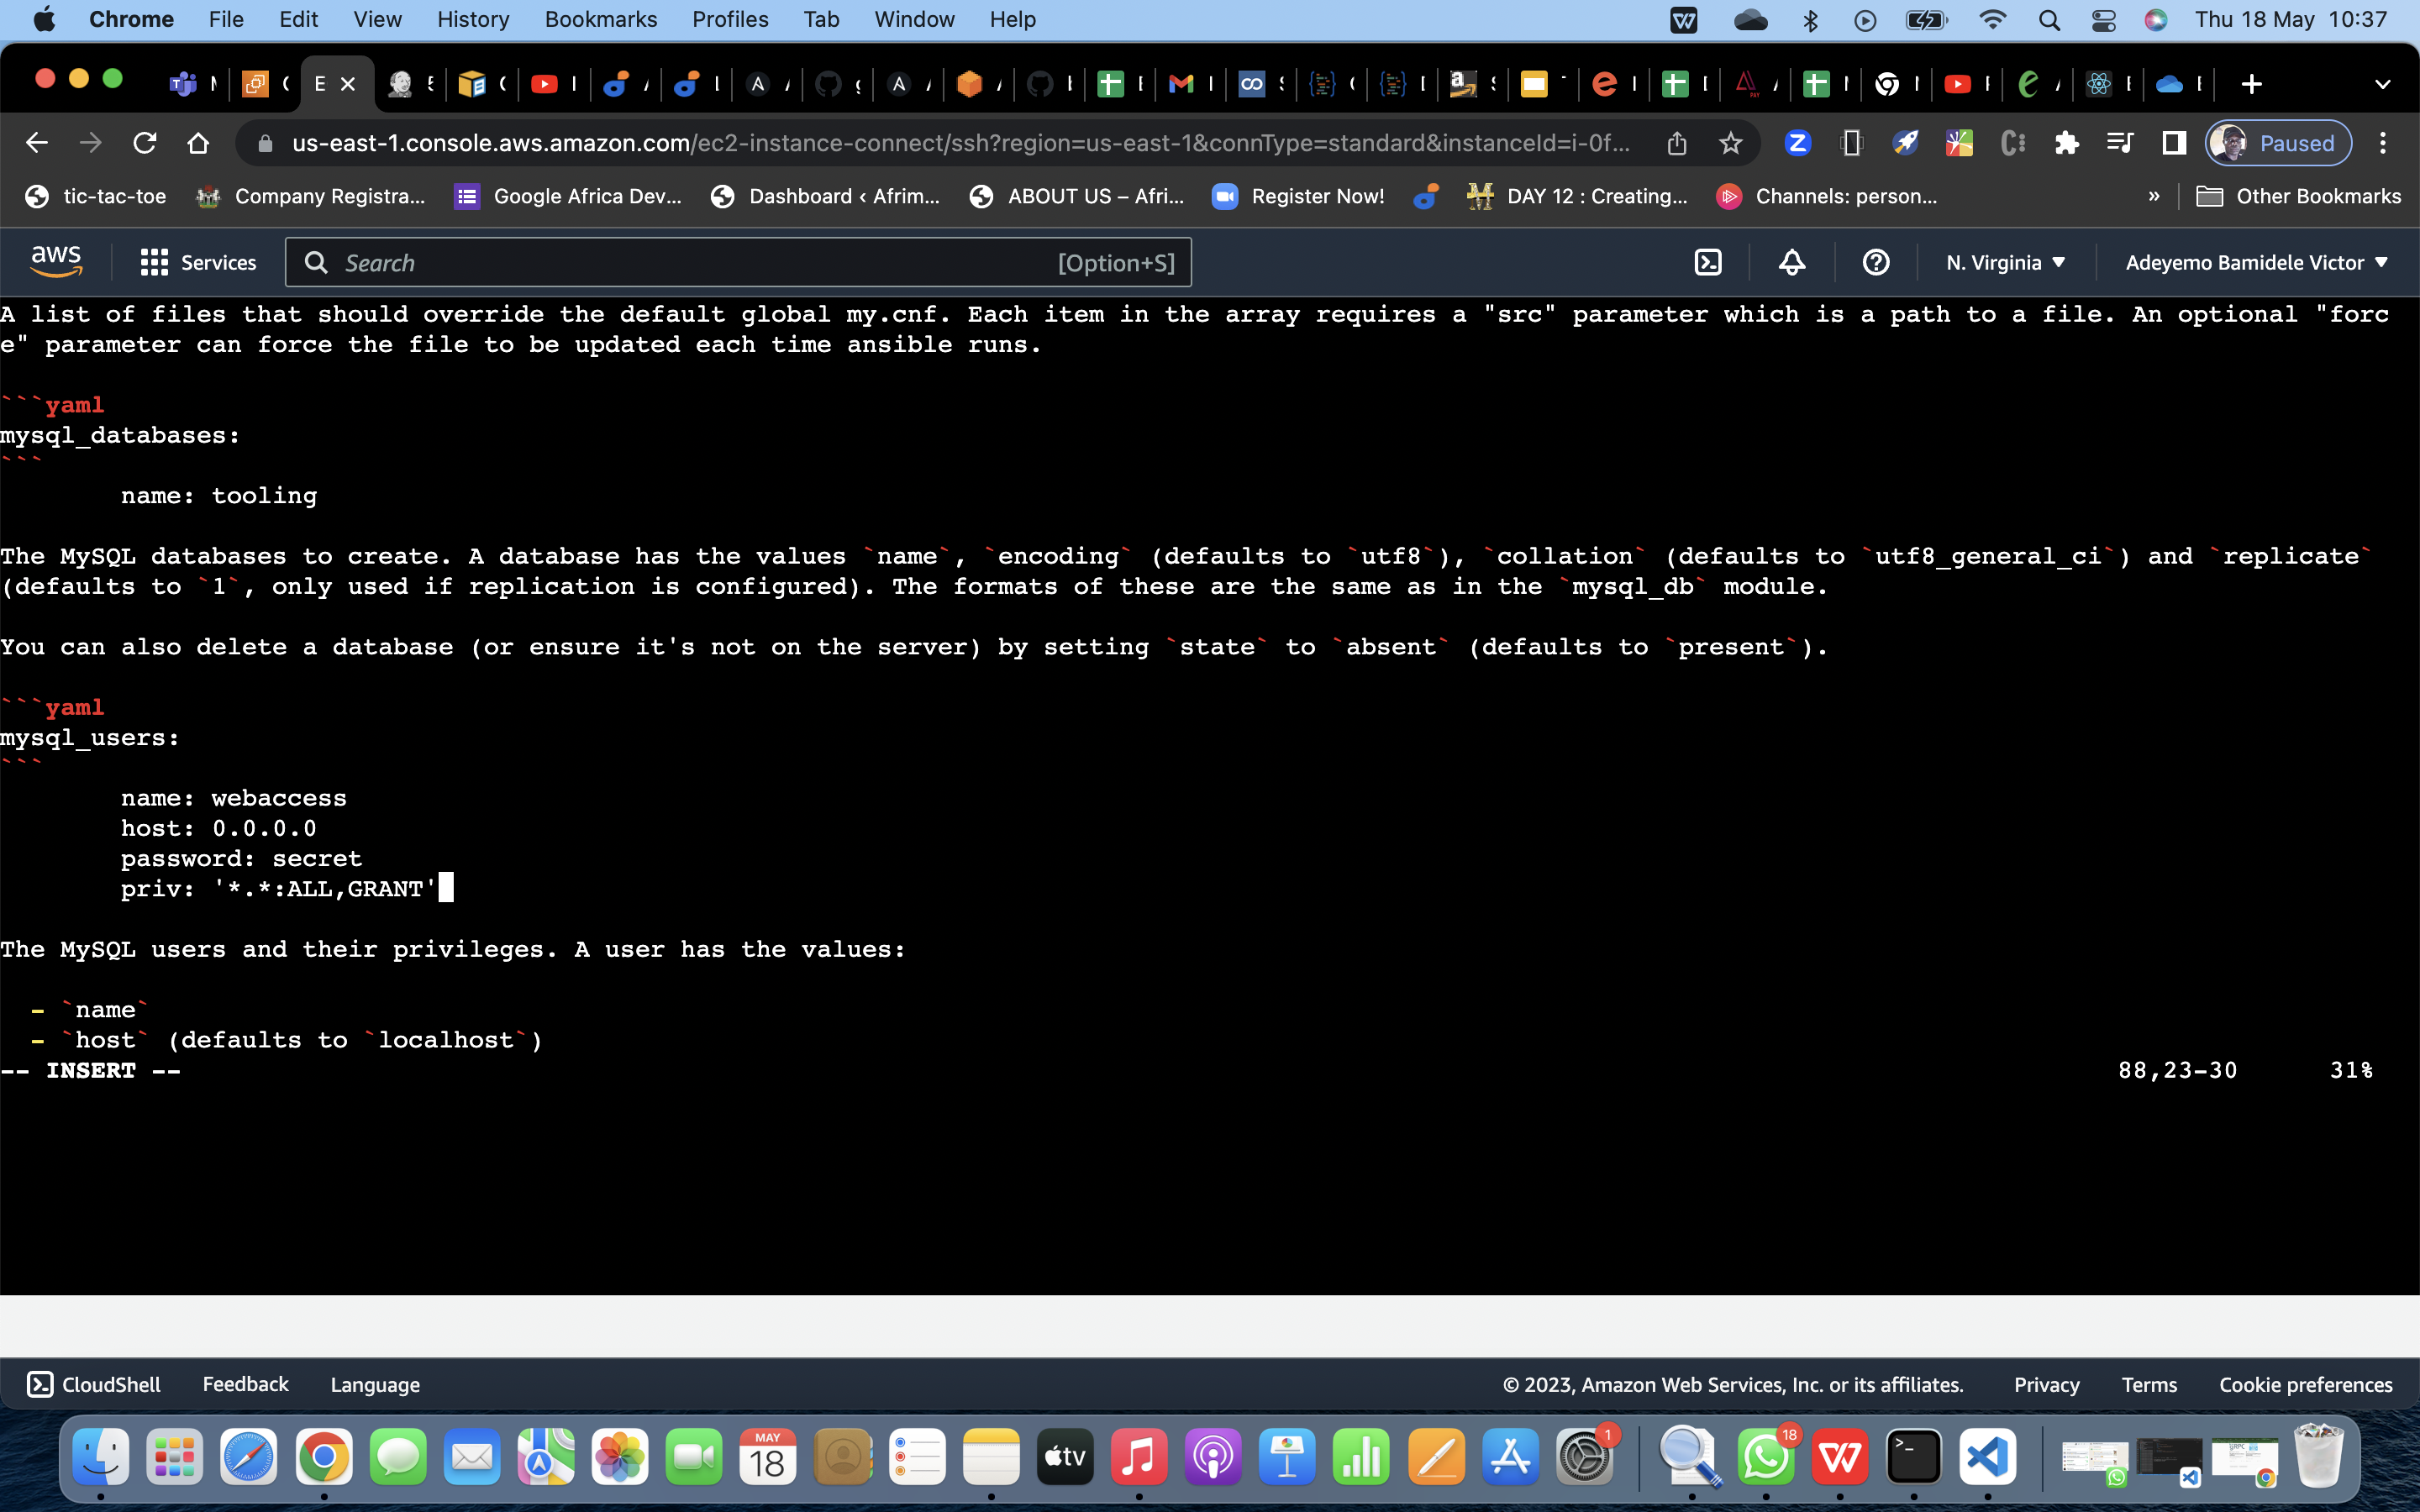 Chrome File Edit View History Bookmarks Profiles Tab Window Help Thu 18 May 10:37
E
us-east-1.console.aws.amazon.com/ec2-instance-connect/ssh?region=us-east-1&connType=standard&instanceId=i-0f... Paused
tic-tac-toe Company Registra... Google Africa Dev... Dashboard ‹ Afrim... ABOUT US – Afri... Register Now! DAY 12 : Creating... Channels: person... » Other Bookmarks
aws Services Search [Option+S] N. Virginia Adeyemo Bamidele Victor
A list of files that should override the default global my.cnf. Each item in the array requires a "src" parameter which is a path to a file. An optional "forc
e" parameter can force the file to be updated each time ansible runs.
```yaml
mysql_databases:
```
name: tooling
The MySQL databases to create. A database has the values `name`, `encoding` (defaults to `utf8`), `collation` (defaults to `utf8_general_ci`) and `replicate`
(defaults to `1`, only used if replication is configured). The formats of these are the same as in the `mysql_db` module.
You can also delete a database (or ensure it's not on the server) by setting `state` to `absent` (defaults to `present`).
```yaml
mysql_users:
```
name: webaccess
host: 0.0.0.0
password: secret
priv: '*.*:ALL,GRANT'
The MySQL users and their privileges. A user has the values:
- `name`
- `host` (defaults to `localhost`)
-- INSERT -- 88,23-30 31%
CloudShell Feedback Language © 2023, Amazon Web Services, Inc. or its affiliates. Privacy Terms Cookie preferences
MAY
18
tv
1
18